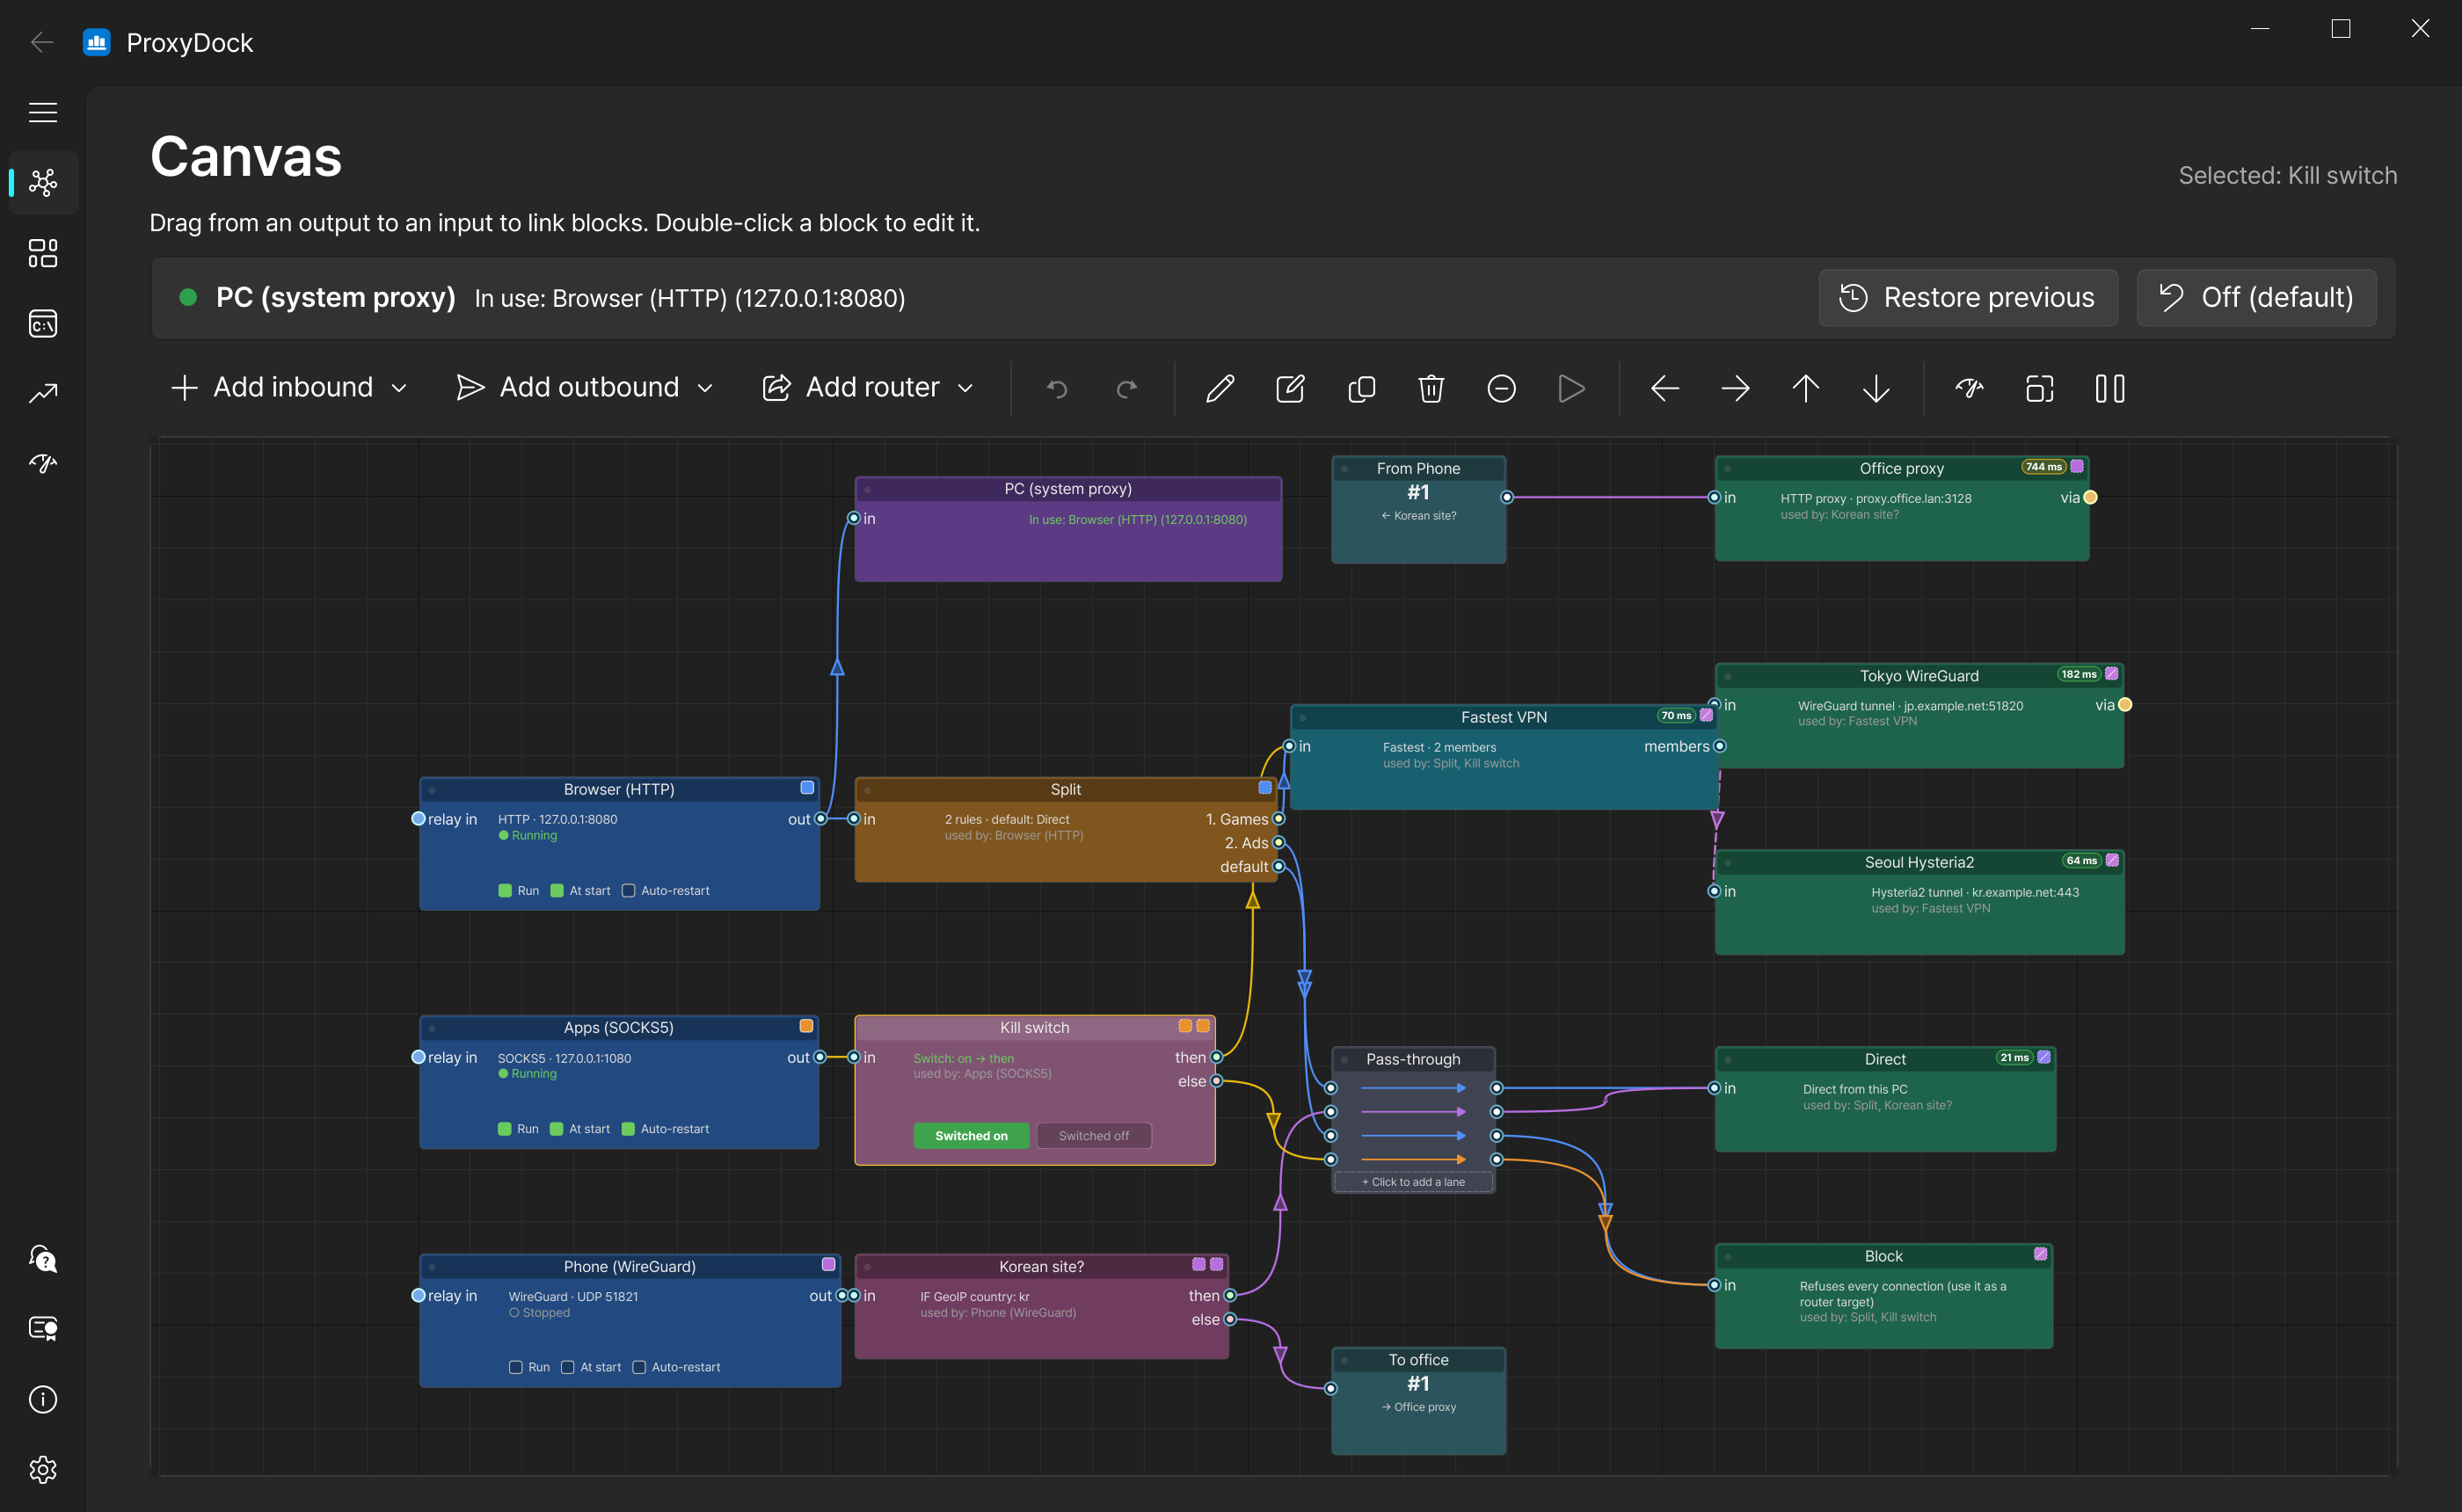 ProxyDock
Canvas
Selected: Kill switch
Drag from an output to an input to link blocks. Double-click a block to edit it.
PC (system proxy) In use: Browser (HTTP) (127.0.0.1:8080)
Restore previous
Off (default)
Add inbound
Add outbound
Add router
PC (system proxy)
in
In use: Browser (HTTP) (127.0.0.1:8080)
From Phone
#1
← Korean site?
Office proxy
744 ms
in
HTTP proxy · proxy.office.lan:3128
used by: Korean site?
via
Tokyo WireGuard
182 ms
in
WireGuard tunnel · jp.example.net:51820
used by: Fastest VPN
via
Fastest VPN
70 ms
in
Fastest · 2 members
used by: Split, Kill switch
members
Browser (HTTP)
relay in
HTTP · 127.0.0.1:8080
Running
out
Run
At start
Auto-restart
Split
in
2 rules · default: Direct
used by: Browser (HTTP)
1. Games
2. Ads
default
Seoul Hysteria2
64 ms
in
Hysteria2 tunnel · kr.example.net:443
used by: Fastest VPN
Apps (SOCKS5)
relay in
SOCKS5 · 127.0.0.1:1080
Running
out
Run
At start
Auto-restart
Kill switch
in
Switch: on → then
used by: Apps (SOCKS5)
then
else
Switched on
Switched off
Pass-through
+ Click to add a lane
Direct
21 ms
in
Direct from this PC
used by: Split, Korean site?
Phone (WireGuard)
relay in
WireGuard · UDP 51821
Stopped
out
Run
At start
Auto-restart
Korean site?
in
IF GeoIP country: kr
used by: Phone (WireGuard)
then
else
Block
in
Refuses every connection (use it as a
router target)
used by: Split, Kill switch
To office
#1
→ Office proxy